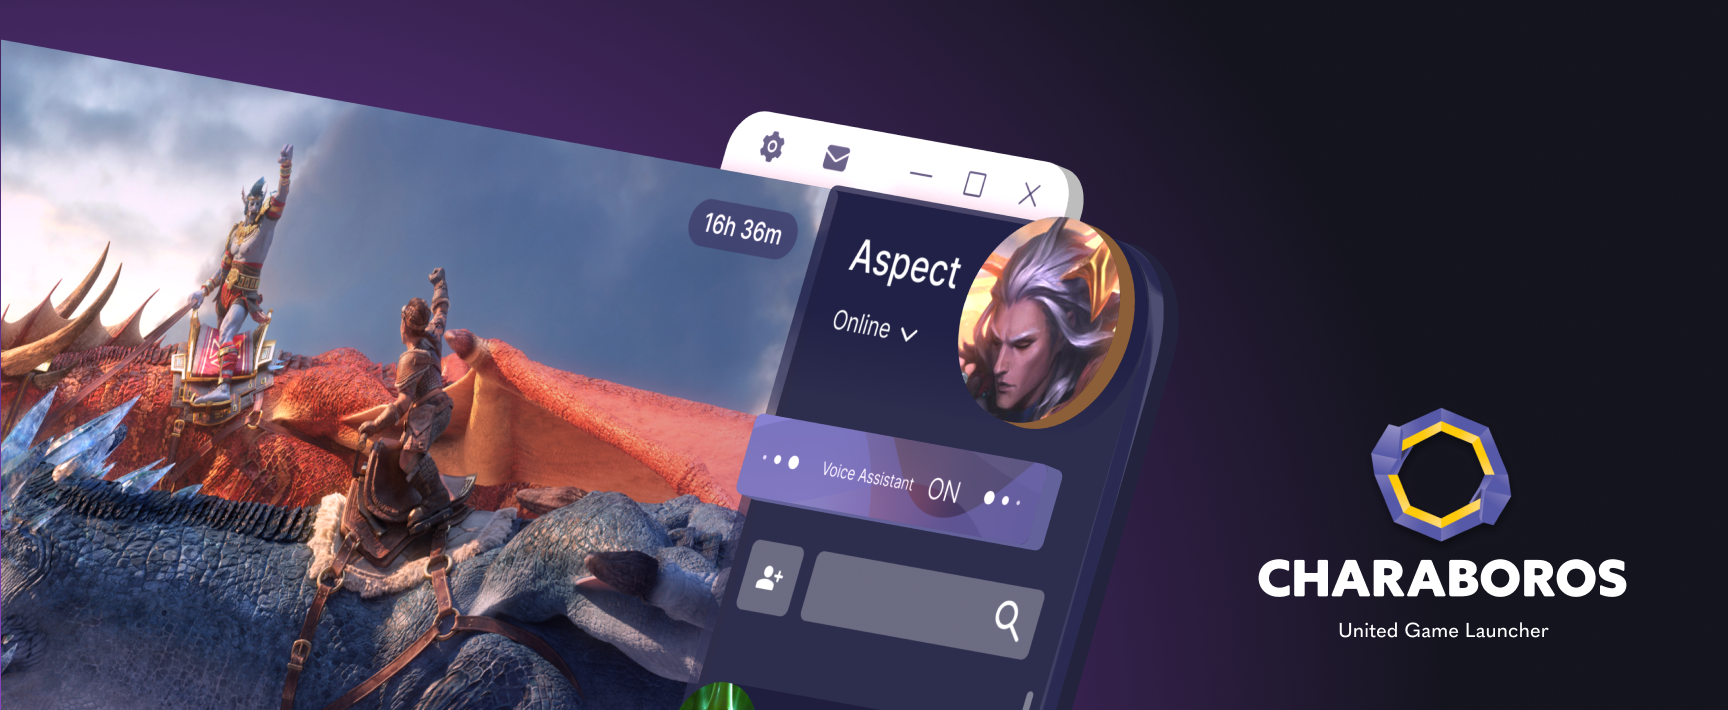 16h 36m
Aspect
Online
Voice Assistant ON
CHARABOROS
United Game Launcher